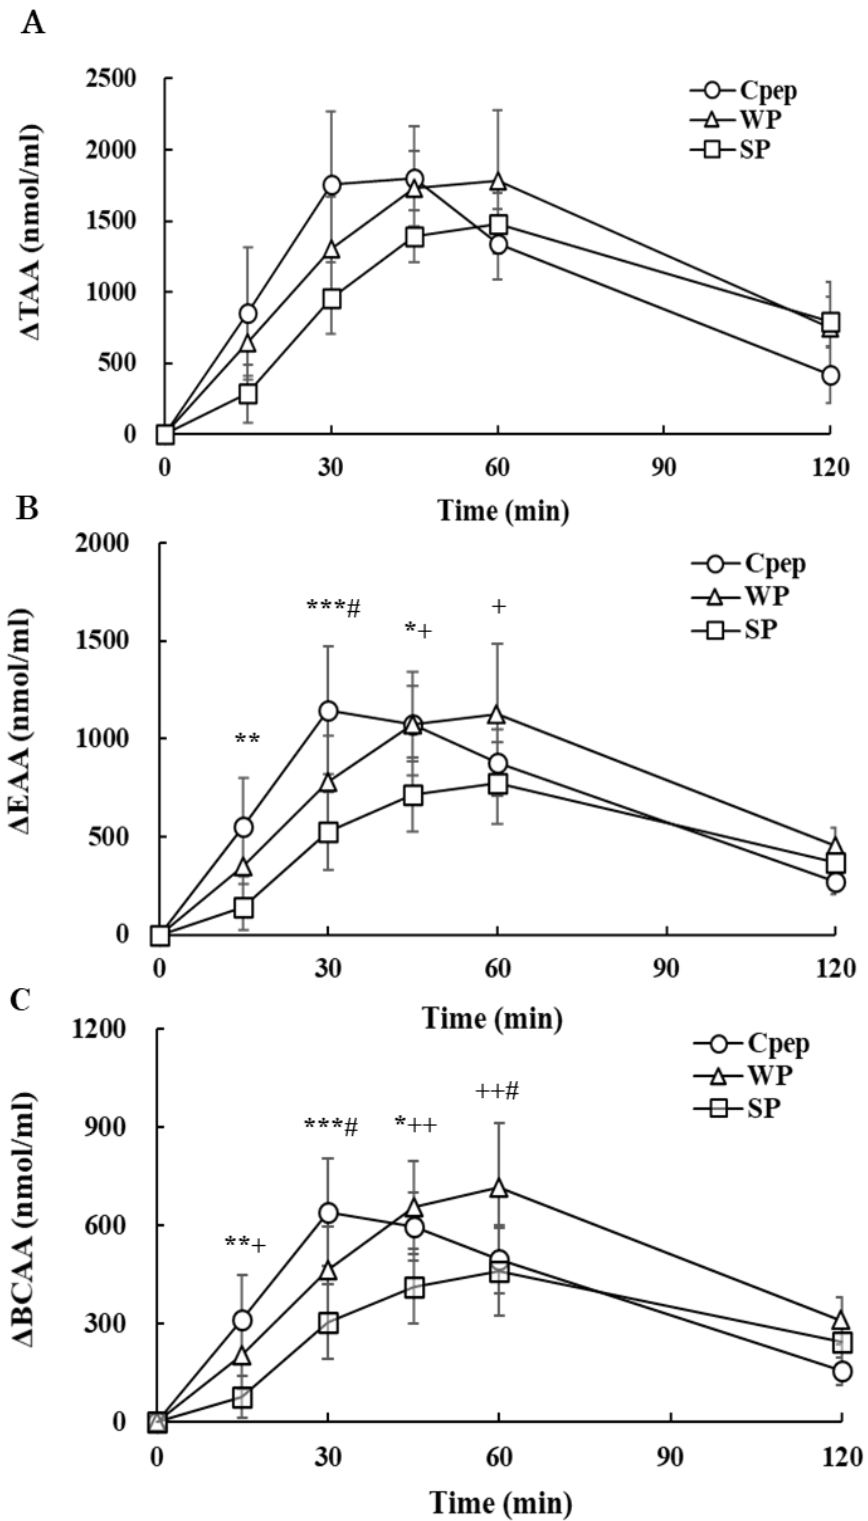 A
ΔTAA (nmol/ml)
2500
2000
1500
1000
500
0
Cpep
WP
SP
0 30 60 90 120
Time (min)
B
ΔEAA (nmol/ml)
2000
1500
1000
500
0
Cpep
WP
SP
***#
*+
+
**
0 30 60 90 120
Time (min)
C
ΔBCAA (nmol/ml)
1200
900
600
300
0
Cpep
WP
SP
++#
***#
*++
**+
0 30 60 90 120
Time (min)